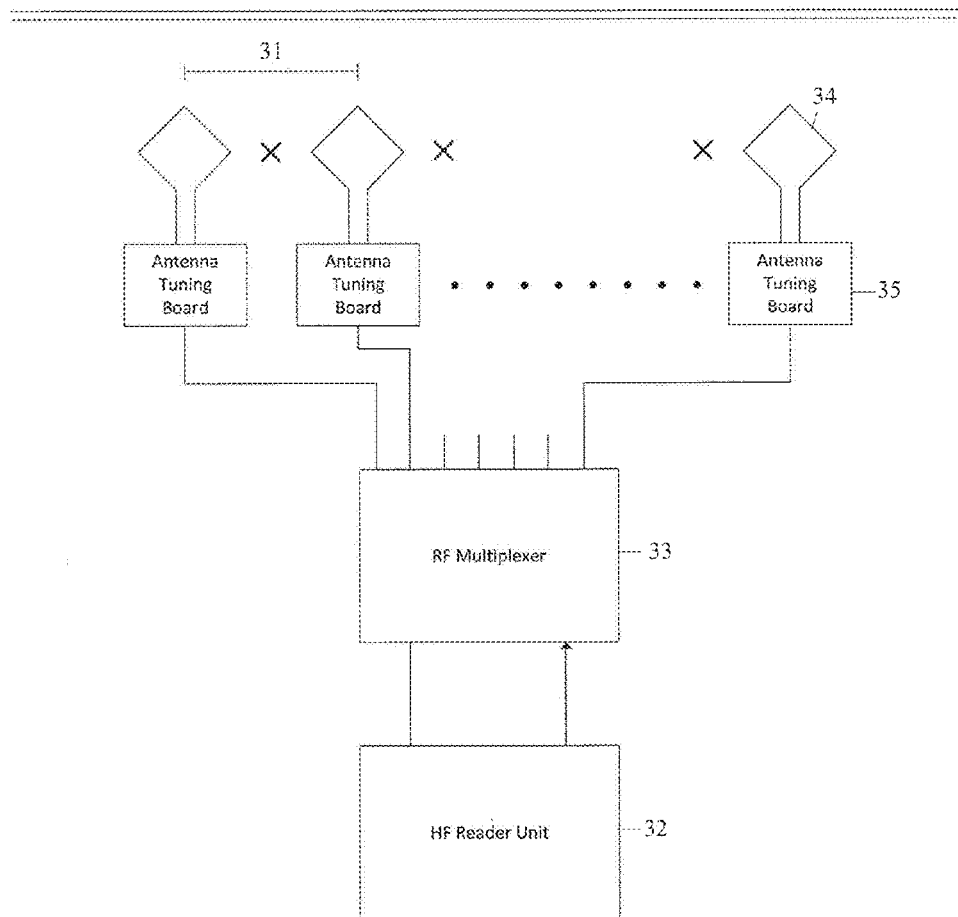 31
34
Antenna
Tuning
Board
Antenna
Tuning
Board
Antenna
Tuning
Board
35
RF Multiplexer
33
HF Reader Unit
32